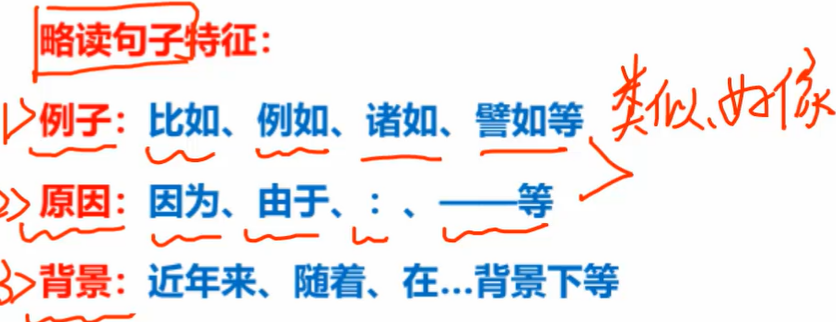 略读句子特征：
1>例子：比如、例如、诸如、譬如等
类似、好像
2>原因：因为、由于、：、——等
3>背景：近年来、随着、在...背景下等